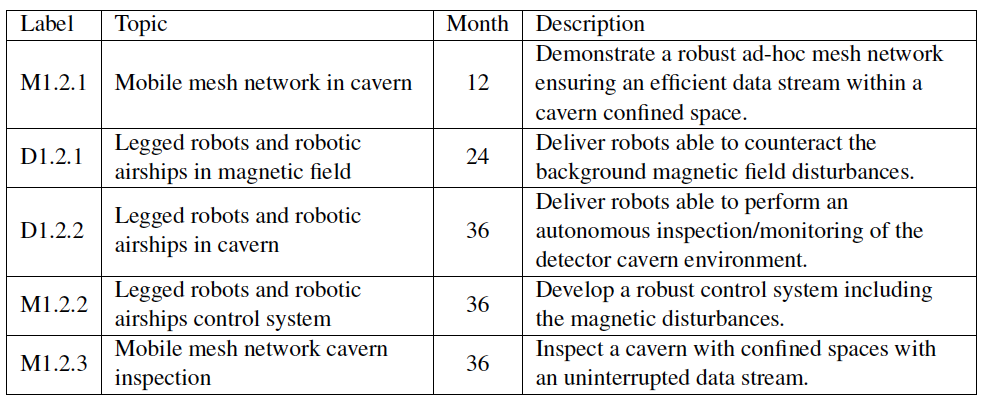 Label Topic Month Description
M1.2.1 Mobile mesh network in cavern 12 Demonstrate a robust ad-hoc mesh network
ensuring an efficient data stream within a
cavern confined space.
D1.2.1 Legged robots and robotic
airships in magnetic field 24 Deliver robots able to counteract the
background magnetic field disturbances.
D1.2.2 Legged robots and robotic
airships in cavern 36 Deliver robots able to perform an
autonomous inspection/monitoring of the
detector cavern environment.
M1.2.2 Legged robots and robotic
airships control system 36 Develop a robust control system including
the magnetic disturbances.
M1.2.3 Mobile mesh network cavern
inspection 36 Inspect a cavern with confined spaces with
an uninterrupted data stream.